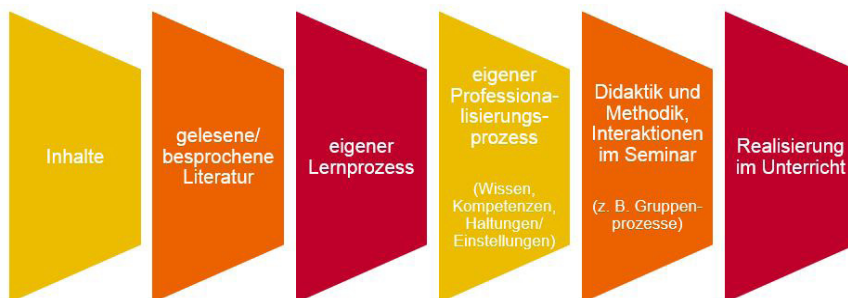 Inhalte
gelesene/
besprochene
Literatur
eigener
Lernprozess
eigener
Professiona-
lisierungs-
prozess
(Wissen,
Kompetenzen,
Haltungen/
Einstellungen)
Didaktik und
Methodik,
Interaktionen
im Seminar
(z. B. Gruppen-
prozesse)
Realisierung
im Unterricht